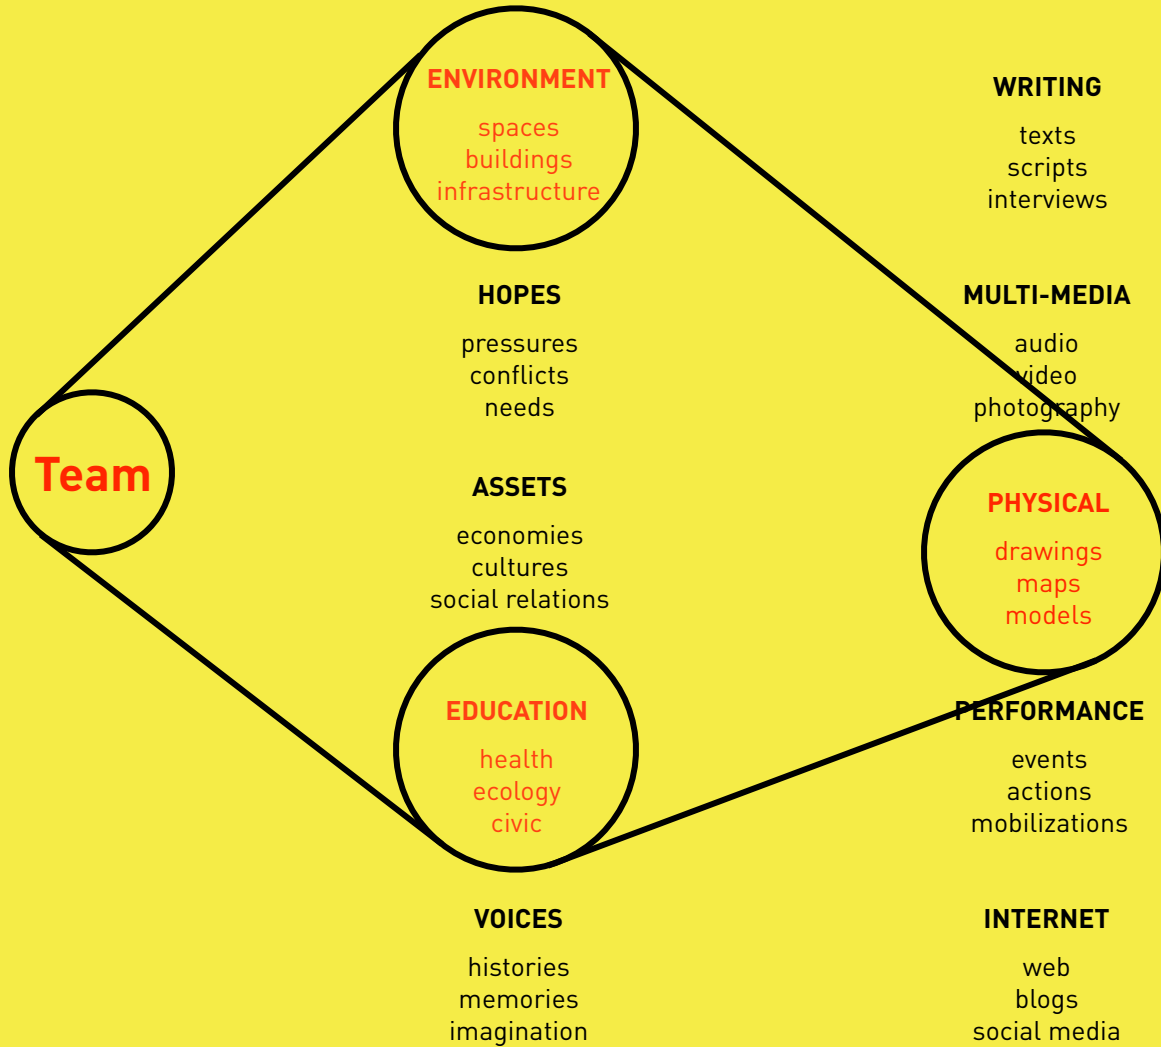 Team
ENVIRONMENT
spaces
buildings
infrastructure
HOPES
pressures
conflicts
needs
ASSETS
economies
cultures
social relations
EDUCATION
health
ecology
civic
VOICES
histories
memories
imagination
WRITING
texts
scripts
interviews
MULTI-MEDIA
audio
video
photography
PHYSICAL
drawings
maps
models
PERFORMANCE
events
actions
mobilizations
INTERNET
web
blogs
social media